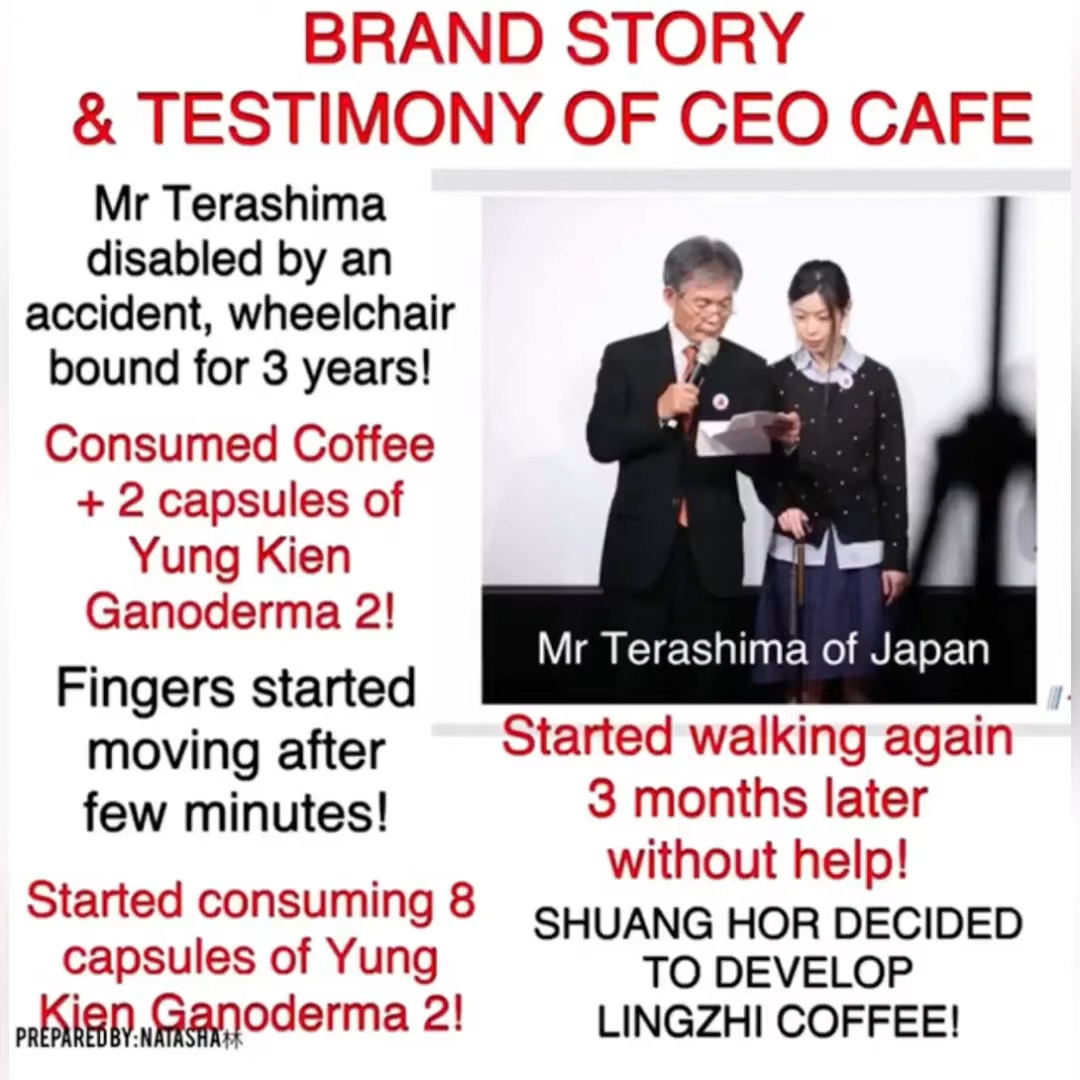 BRAND STORY
& TESTIMONY OF CEO CAFE
Mr Terashima
disabled by an
accident, wheelchair
bound for 3 years!
Consumed Coffee
+ 2 capsules of
Yung Kien
Ganoderma 2!
Fingers started
moving after
few minutes!
Started consuming 8
capsules of Yung
Kien Ganoderma 2!
PREPARED BY:NATASHA林
Mr Terashima of Japan
Started walking again
3 months later
without help!
SHUANG HOR DECIDED
TO DEVELOP
LINGZHI COFFEE!